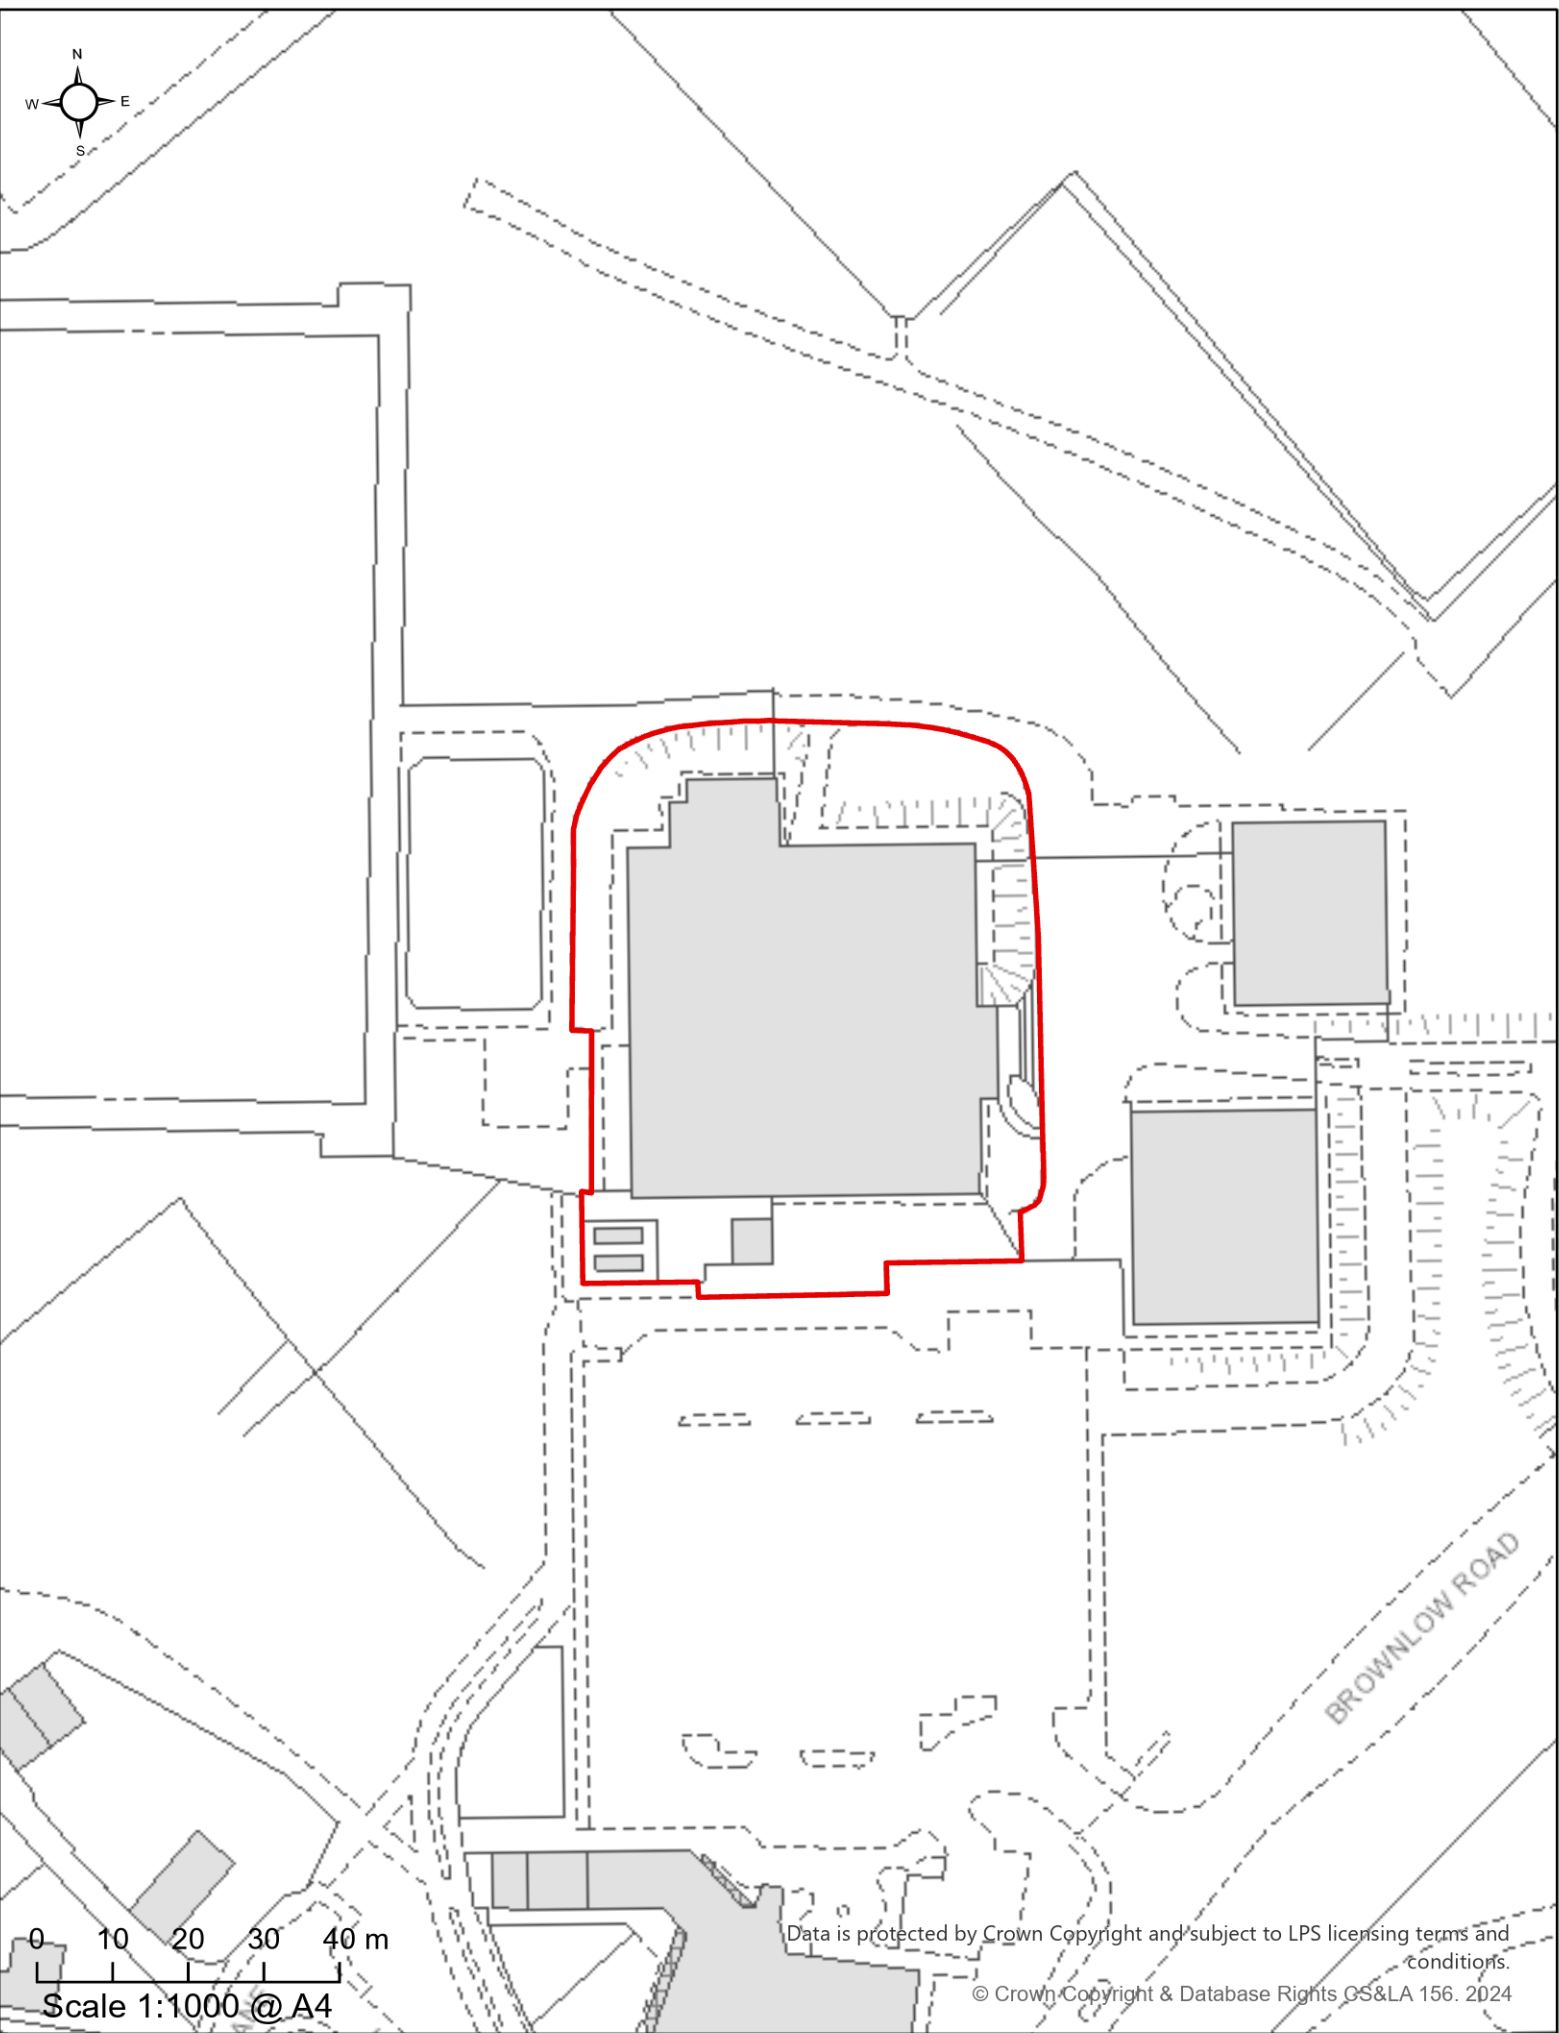 N
W E
S
BROWNLOW ROAD
0 10 20 30 40 m
Scale 1:1000 @ A4
Data is protected by Crown Copyright and subject to LPS licensing terms and
conditions.
© Crown Copyright & Database Rights CS&LA 156. 2024